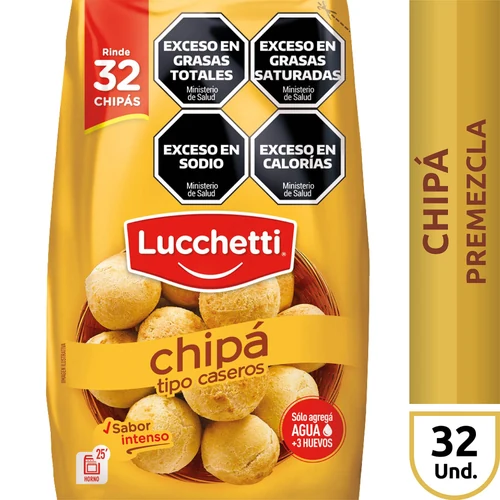 Rinde
32
CHIPÁS
EXCESO EN
GRASAS
TOTALES
Ministerio
de Salud
EXCESO EN
GRASAS
SATURADAS
Ministerio
de Salud
EXCESO EN
SODIO
Ministerio
de Salud
EXCESO EN
CALORÍAS
Ministerio
de Salud
Lucchetti
chipá
tipo caseros
IMAGEN ILUSTRATIVA
Sabor
intenso
25'
HORNO
Sólo agregá
AGUA
+3 HUEVOS
CHIPÁ
PREMEZCLA
32
Und.